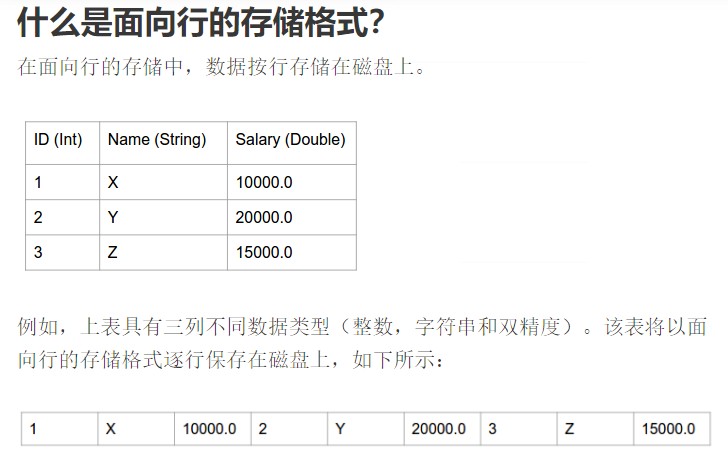 什么是面向行的存储格式？
在面向行的存储中，数据按行存储在磁盘上。
ID (Int) Name (String) Salary (Double)
1 X 10000.0
2 Y 20000.0
3 Z 15000.0
例如，上表具有三列不同数据类型（整数，字符串和双精度）。该表将以面
向行的存储格式逐行保存在磁盘上，如下所示：
1 X 10000.0 2 Y 20000.0 3 Z 15000.0